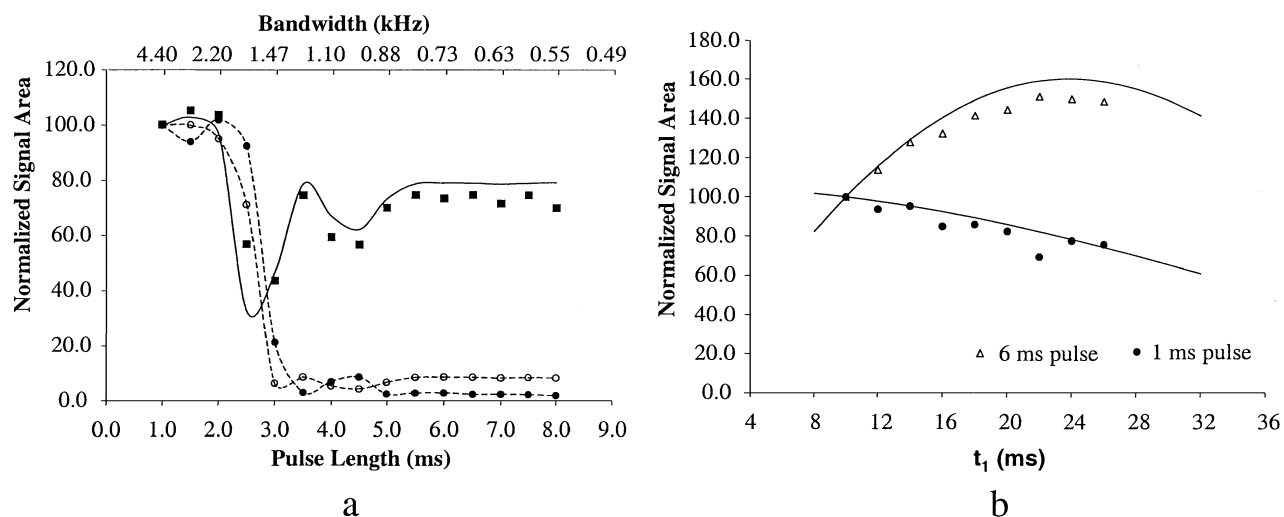 Bandwidth (kHz)
4.40 2.20 1.47 1.10 0.88 0.73 0.63 0.55 0.49
120.0
100.0
80.0
60.0
40.0
20.0
0.0
Normalized Signal Area
0.0 1.0 2.0 3.0 4.0 5.0 6.0 7.0 8.0 9.0
Pulse Length (ms)
a
180.0
160.0
140.0
120.0
100.0
80.0
60.0
40.0
20.0
0.0
Normalized Signal Area
6 ms pulse
1 ms pulse
4 8 12 16 20 24 28 32 36
t1 (ms)
b